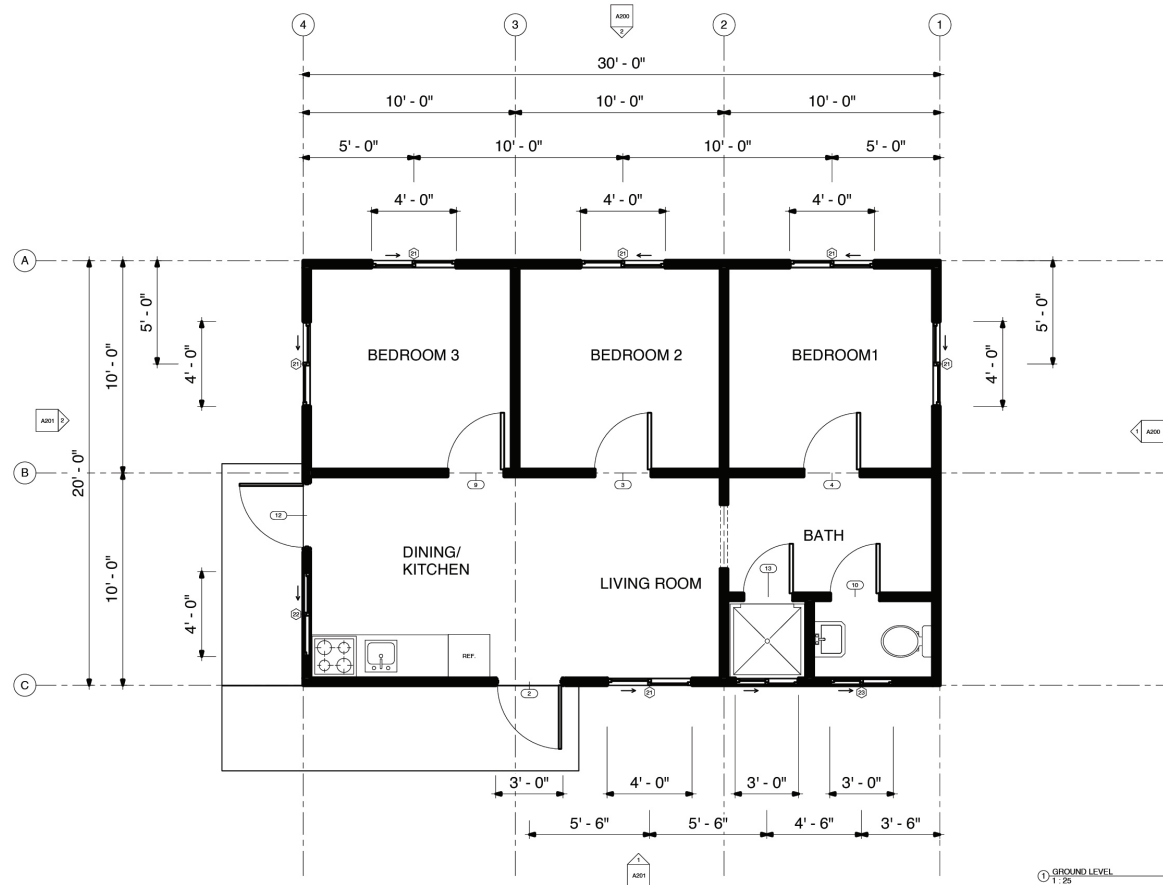 A200
2
4
3
2
1
30' - 0"
10' - 0"
10' - 0"
10' - 0"
5' - 0"
10' - 0"
10' - 0"
5' - 0"
4' - 0"
4' - 0"
4' - 0"
A
21
21
21
5' - 0"
5' - 0"
4' - 0"
10' - 0"
4' - 0"
BEDROOM 3
BEDROOM 2
BEDROOM1
21
21
A201 2
1 A200
B
20' - 0"
9
3
4
12
BATH
DINING/
KITCHEN
LIVING ROOM
13
10
10' - 0"
4' - 0"
22
REF.
C
2
21
23
3' - 0"
4' - 0"
3' - 0"
3' - 0"
5' - 6"
5' - 6"
4' - 6"
3' - 6"
1
A201
1 GROUND LEVEL
1 : 25